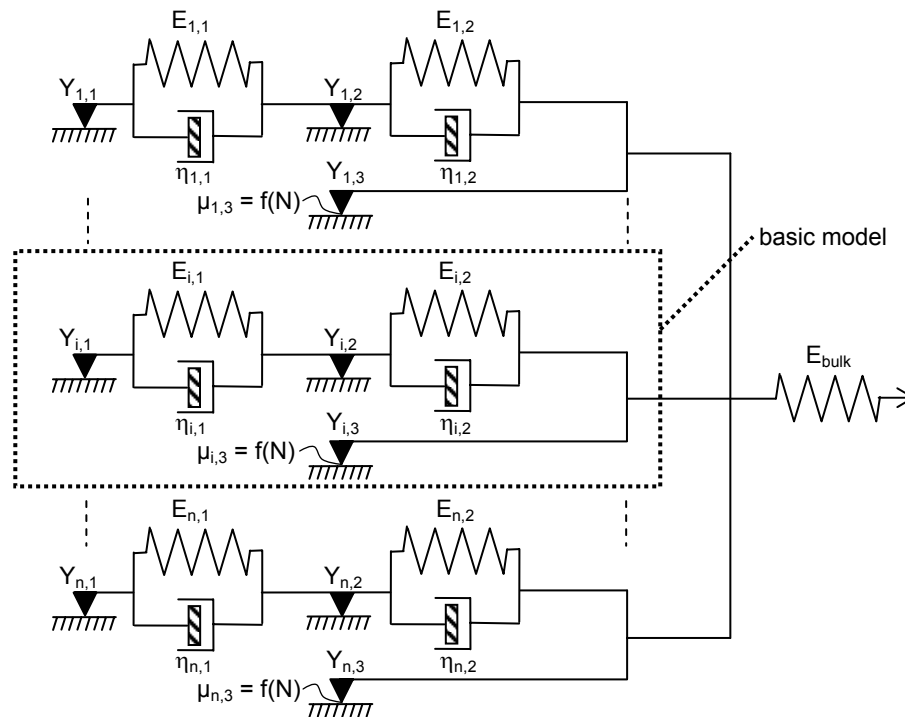 E1,1 E1,2
Y1,1 Y1,2
η1,1 Y1,3 η1,2
μ1,3 = f(N)
basic model
Ei,1 Ei,2
Yi,1 Yi,2
Ebulk
ηi,1 Yi,3 ηi,2
μi,3 = f(N)
En,1 En,2
Yn,1 Yn,2
ηn,1 Yn,3 ηn,2
μn,3 = f(N)